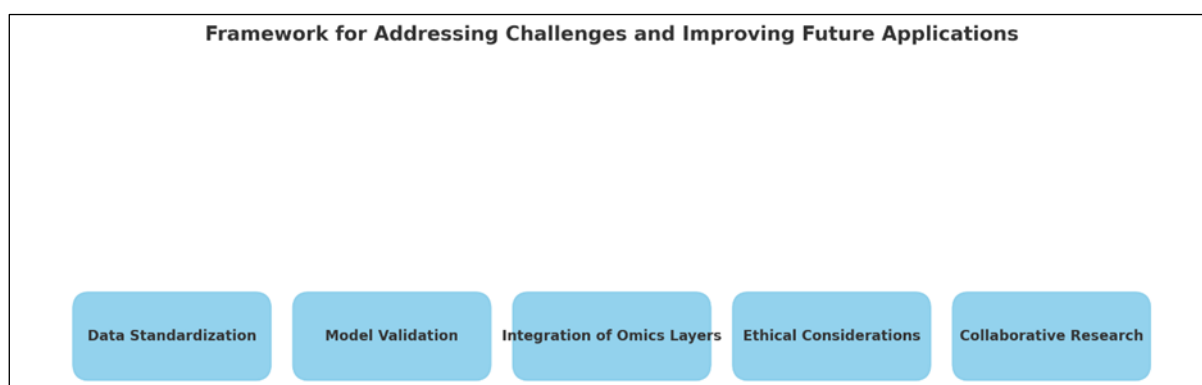 Framework for Addressing Challenges and Improving Future Applications
Data Standardization
Model Validation
Integration of Omics Layers
Ethical Considerations
Collaborative Research